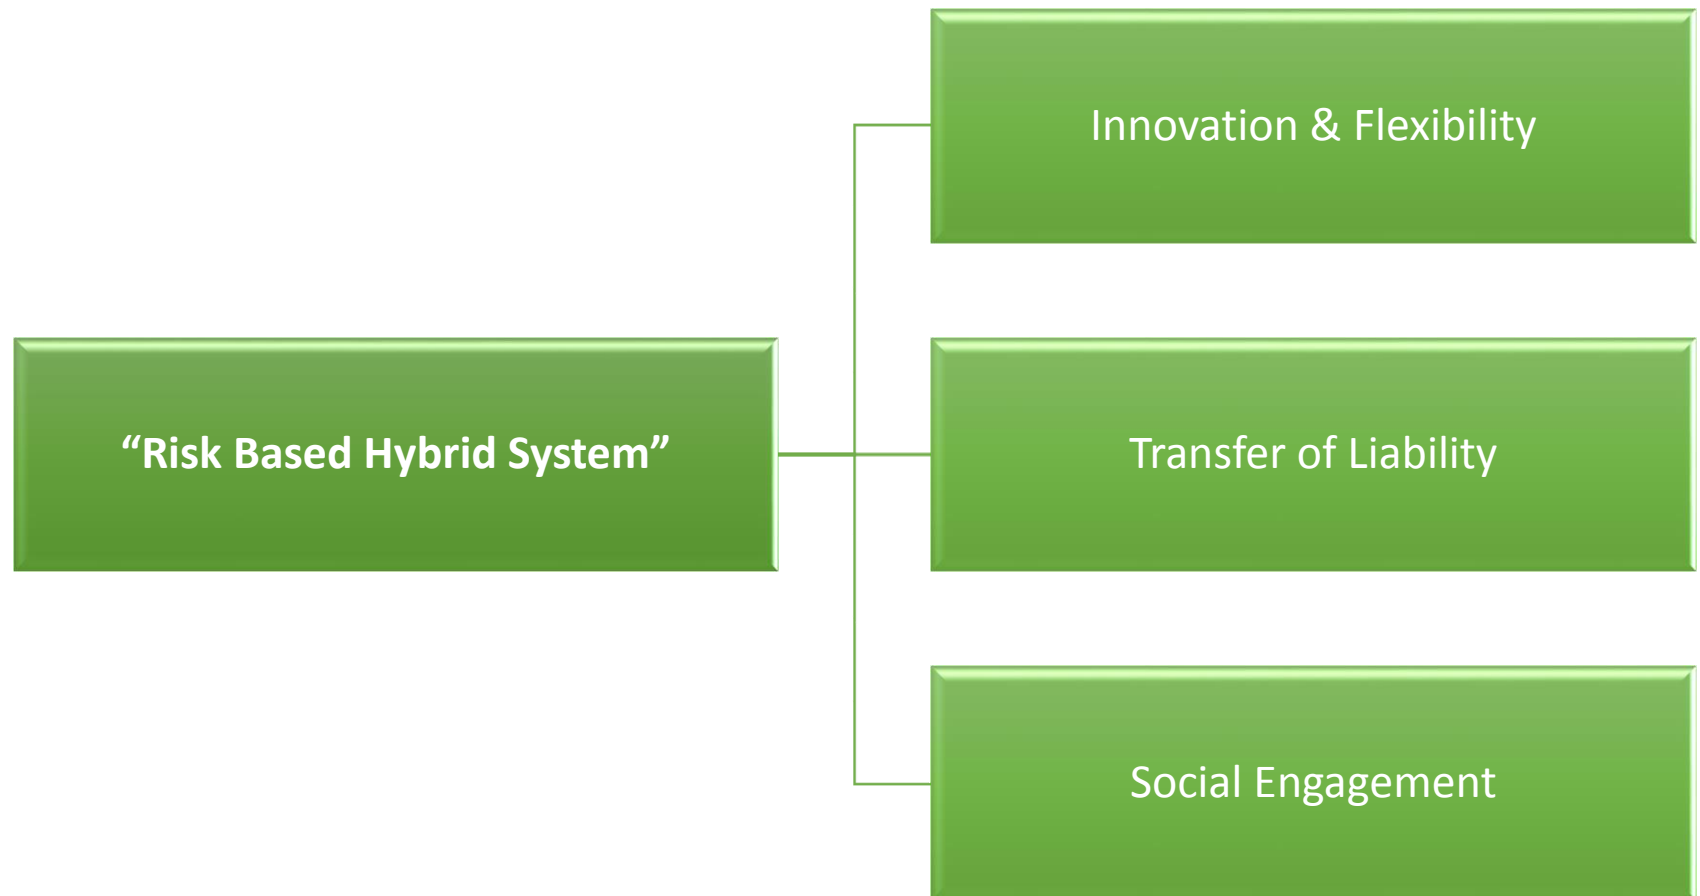 Innovation & Flexibility
“Risk Based Hybrid System”
Transfer of Liability
Social Engagement